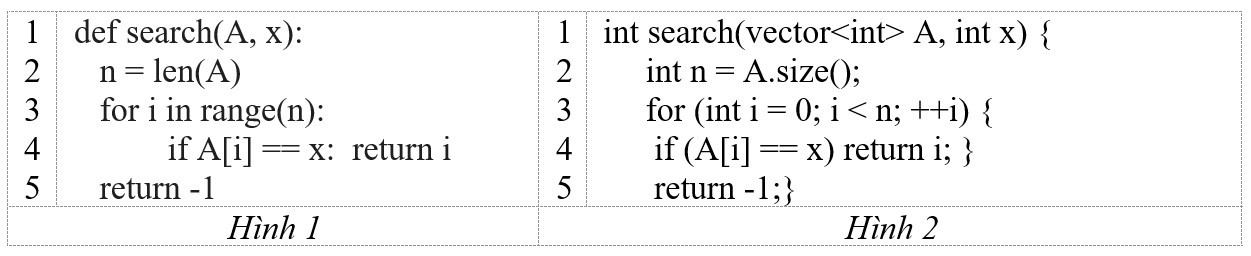 1 def search(A, x):
2 n = len(A)
3 for i in range(n):
4 if A[i] == x: return i
5 return -1
Hình 1
1 int search(vector<int> A, int x) {
2 int n = A.size();
3 for (int i = 0; i < n; ++i) {
4 if (A[i] == x) return i; }
5 return -1;}
Hình 2